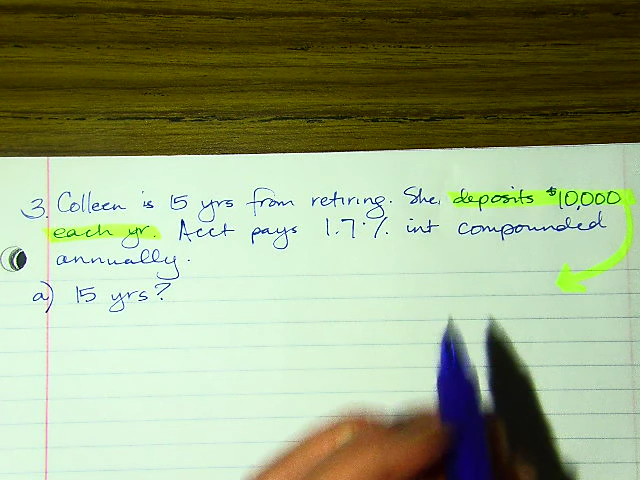 3. Colleen is 15 yrs from retiring. She deposits $10,000
each yr. Acct pays 1.7% int compounded
annually.
a) 15 yrs?